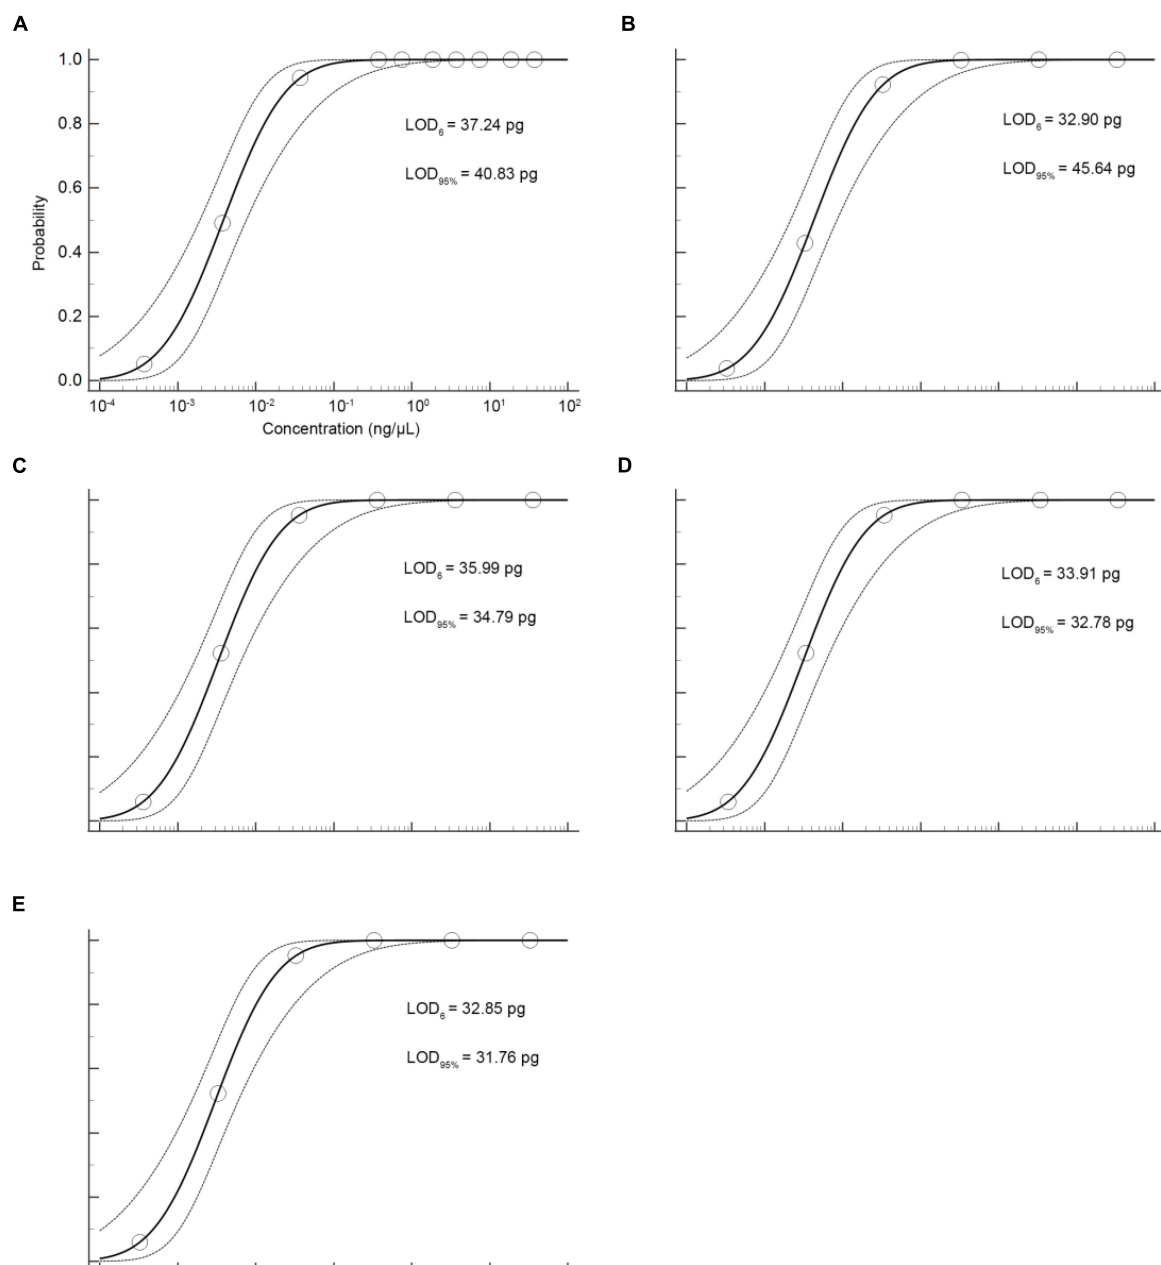 A
B
1.0
0.8
0.6
0.4
0.2
0.0
Probability
LOD6 = 37.24 pg
LOD95% = 40.83 pg
10-4
10-3
10-2
10-1
100
101
102
Concentration (ng/µL)
LOD6 = 32.90 pg
LOD95% = 45.64 pg
C
D
LOD6 = 35.99 pg
LOD95% = 34.79 pg
LOD6 = 33.91 pg
LOD95% = 32.78 pg
E
LOD6 = 32.85 pg
LOD95% = 31.76 pg